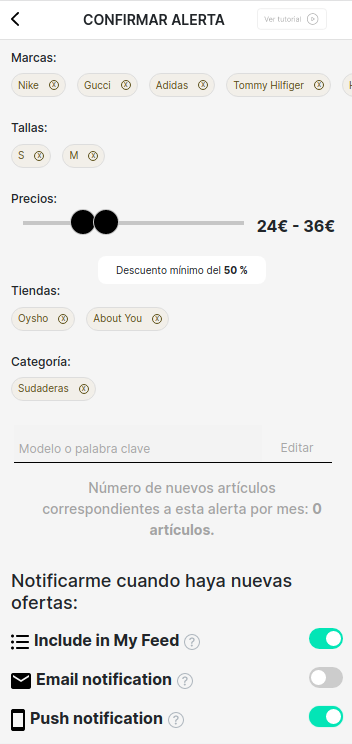 CONFIRMAR ALERTA
Ver tutorial
Marcas:
Nike Gucci Adidas Tommy Hilfiger
Tallas:
S M
Precios:
24€ - 36€
Descuento mínimo del 50 %
Tiendas:
Oysho About You
Categoría:
Sudaderas
Modelo o palabra clave Editar
Número de nuevos artículos
correspondientes a esta alerta por mes: 0
artículos.
Notificarme cuando haya nuevas
ofertas:
Include in My Feed ?
Email notification ?
Push notification ?